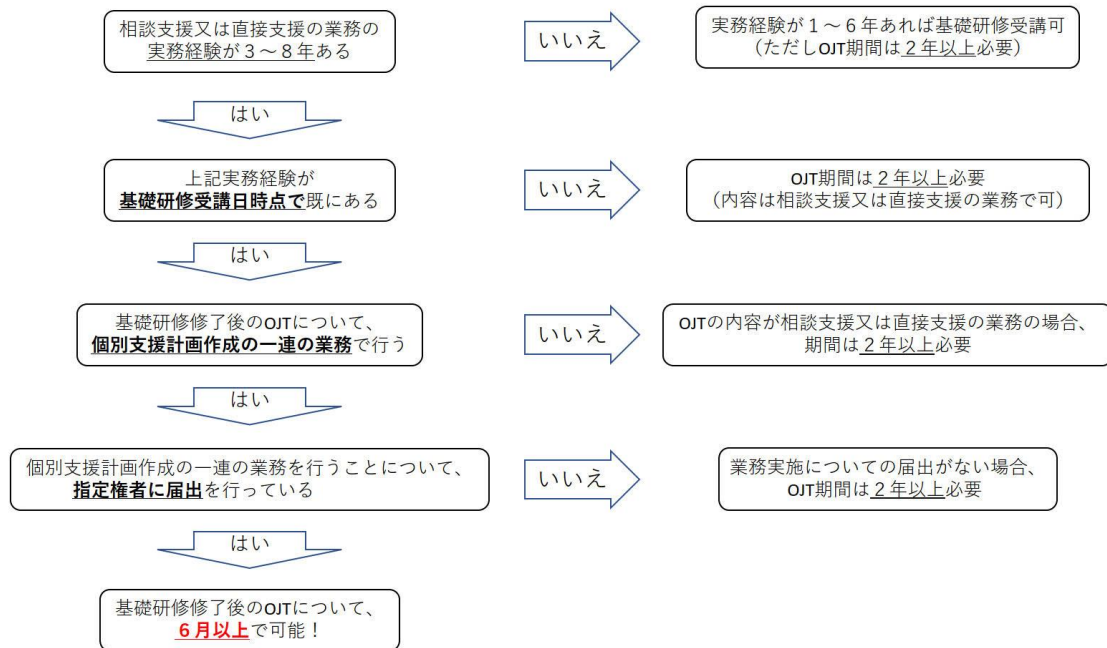 相談支援又は直接支援の業務の
実務経験が３～８年ある
いいえ
実務経験が１～６年あれば基礎研修受講可
（ただしOJT期間は２年以上必要）
はい
上記実務経験が
基礎研修受講日時点で既にある
いいえ
OJT期間は２年以上必要
（内容は相談支援又は直接支援の業務で可）
はい
基礎研修修了後のOJTについて、
個別支援計画作成の一連の業務で行う
いいえ
OJTの内容が相談支援又は直接支援の業務の場合、
期間は２年以上必要
はい
個別支援計画作成の一連の業務を行うことについて、
指定権者に届出を行っている
いいえ
業務実施についての届出がない場合、
OJT期間は２年以上必要
はい
基礎研修修了後のOJTについて、
６月以上で可能！